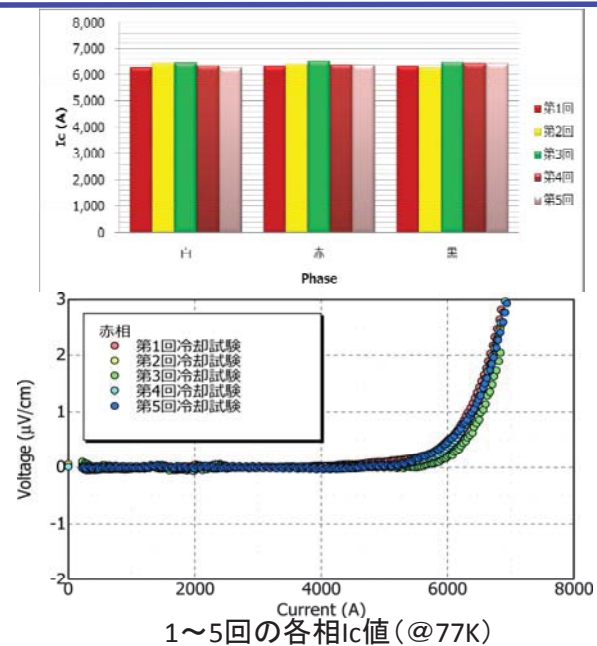 8,000
7,000
6,000
5,000
4,000
3,000
2,000
1,000
0
Ic (A)
白
赤
黒
Phase
第1回
第2回
第3回
第4回
第5回
3
2
1
0
-1
-2
Voltage (μV/cm)
赤相
第1回冷却試験
第2回冷却試験
第3回冷却試験
第4回冷却試験
第5回冷却試験
0
2000
4000
6000
8000
Current (A)
1～5回の各相Ic値（@77K）